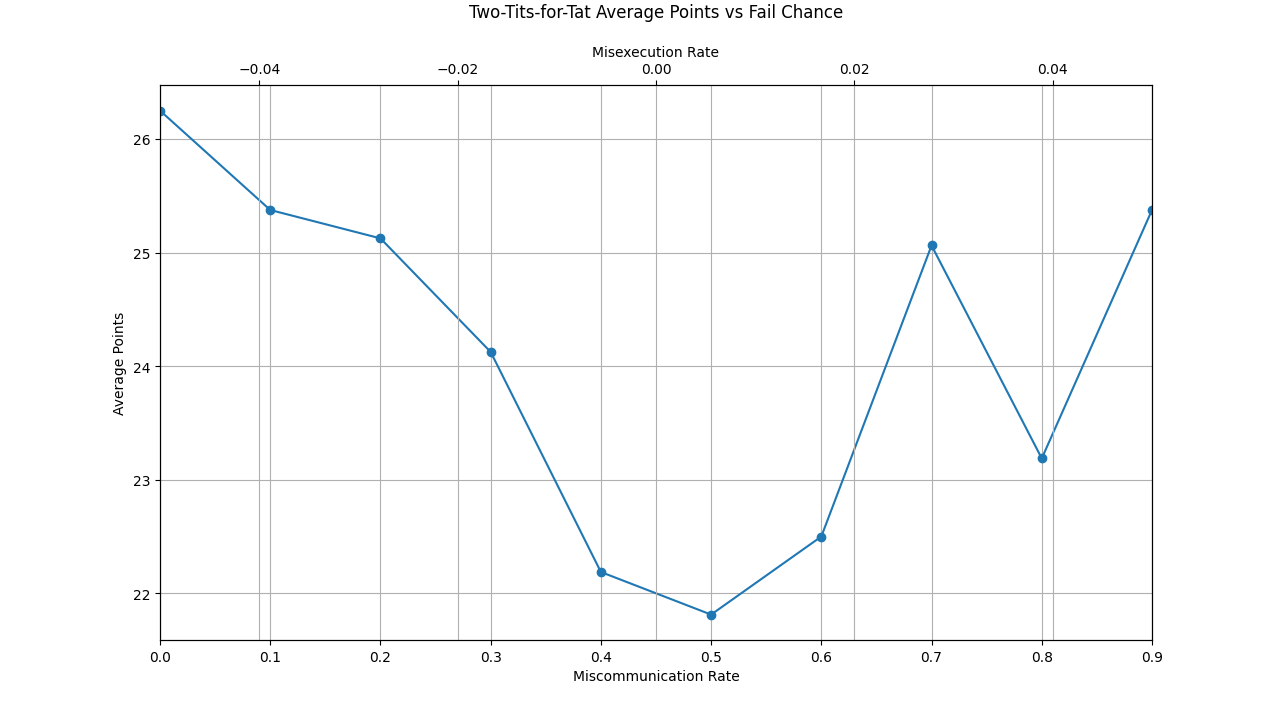 Two-Tits-for-Tat Average Points vs Fail Chance
Misexecution Rate
−0.04 −0.02 0.00 0.02 0.04
26
25
24
23
22
Average Points
0.0 0.1 0.2 0.3 0.4 0.5 0.6 0.7 0.8 0.9
Miscommunication Rate